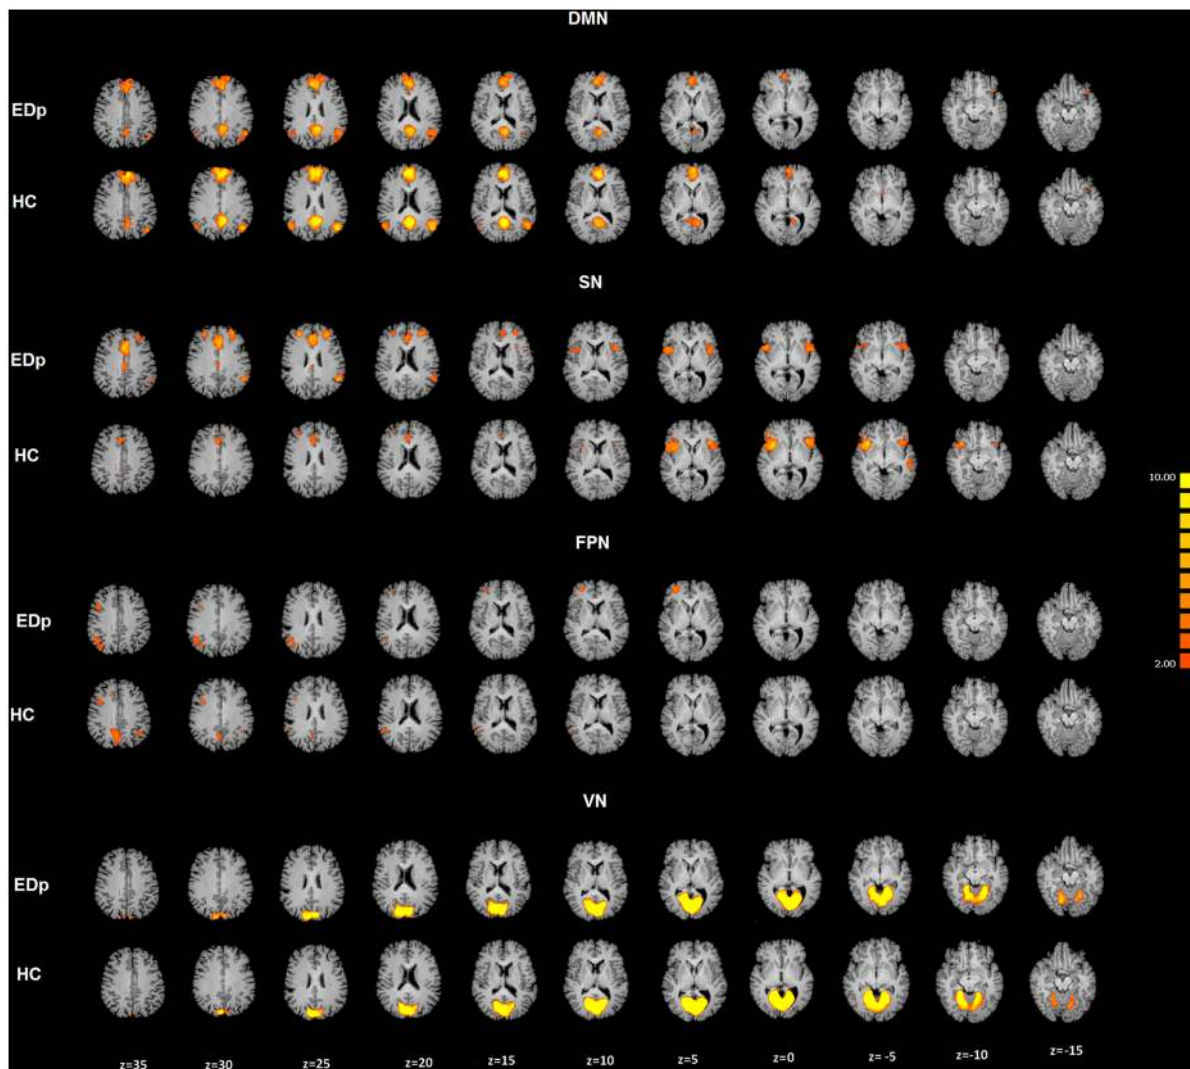 DMN
EDp
HC
SN
EDp
HC
10.00
2.00
FPN
EDp
HC
VN
EDp
HC
z=35 z=30 z=25 z=20 z=15 z=10 z=5 z=0 z= -5 z=-10 z=-15